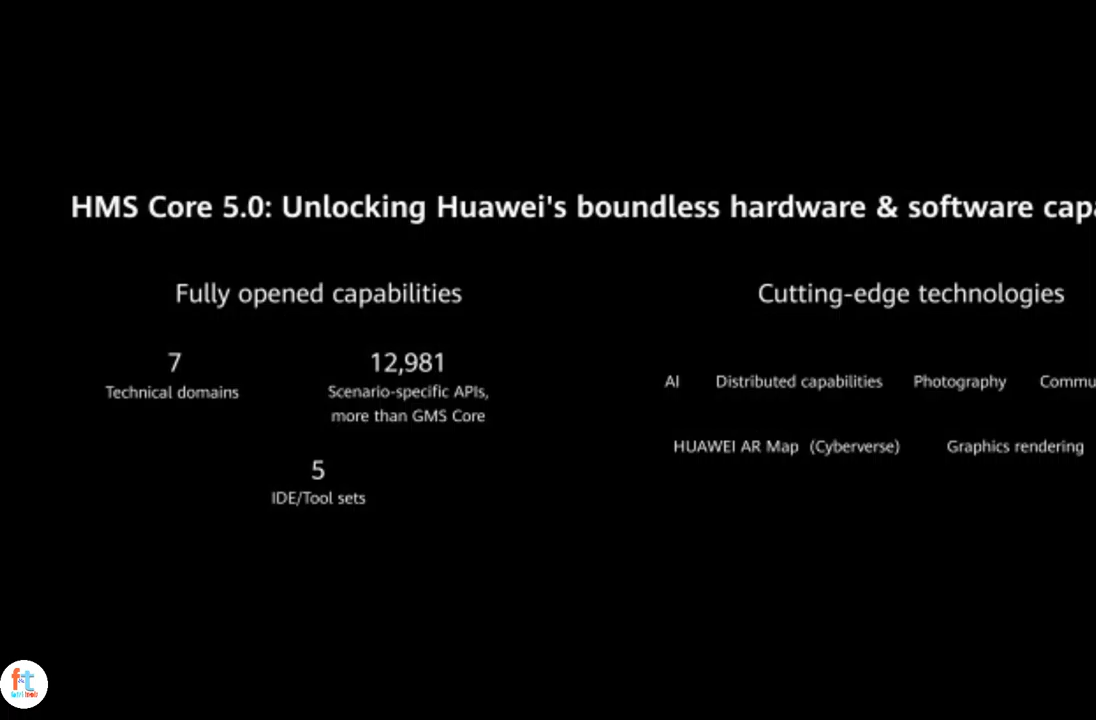 HMS Core 5.0: Unlocking Huawei's boundless hardware & software
Fully opened capabilities
7
Technical domains
12,981
Scenario-specific APIs,
more than GMS Core
5
IDE/Tool sets
Cutting-edge technologies
AI Distributed capabilities Photography
HUAWEI AR Map (Cyberverse) Graphics rendering
ft